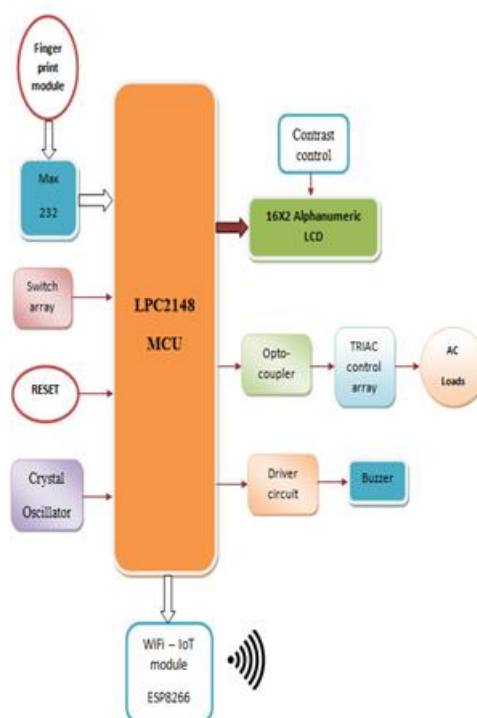 Finger
print module
Max
232
Switch
array
RESET
Crystal
Oscillator
LPC2148
MCU
Contrast
control
16X2 Alphanumeric
LCD
Opto-
coupler
TRIAC
control
array
AC
Loads
Driver
circuit
Buzzer
WiFi – IoT
module
ESP8266